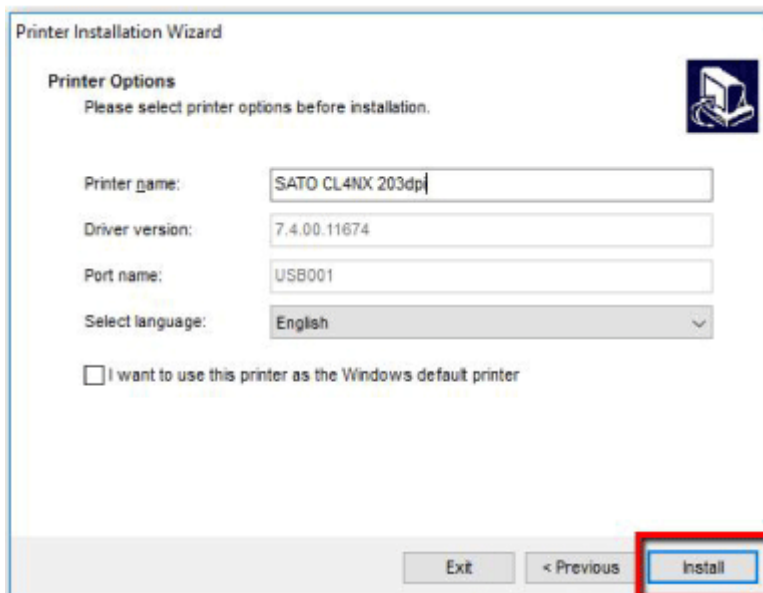 Printer Installation Wizard
Printer Options
Please select printer options before installation.
Printer name: SATO CL4NX 203dpi
Driver version: 7.4.00.11674
Port name: USB001
Select language: English
I want to use this printer as the Windows default printer
Exit < Previous Install